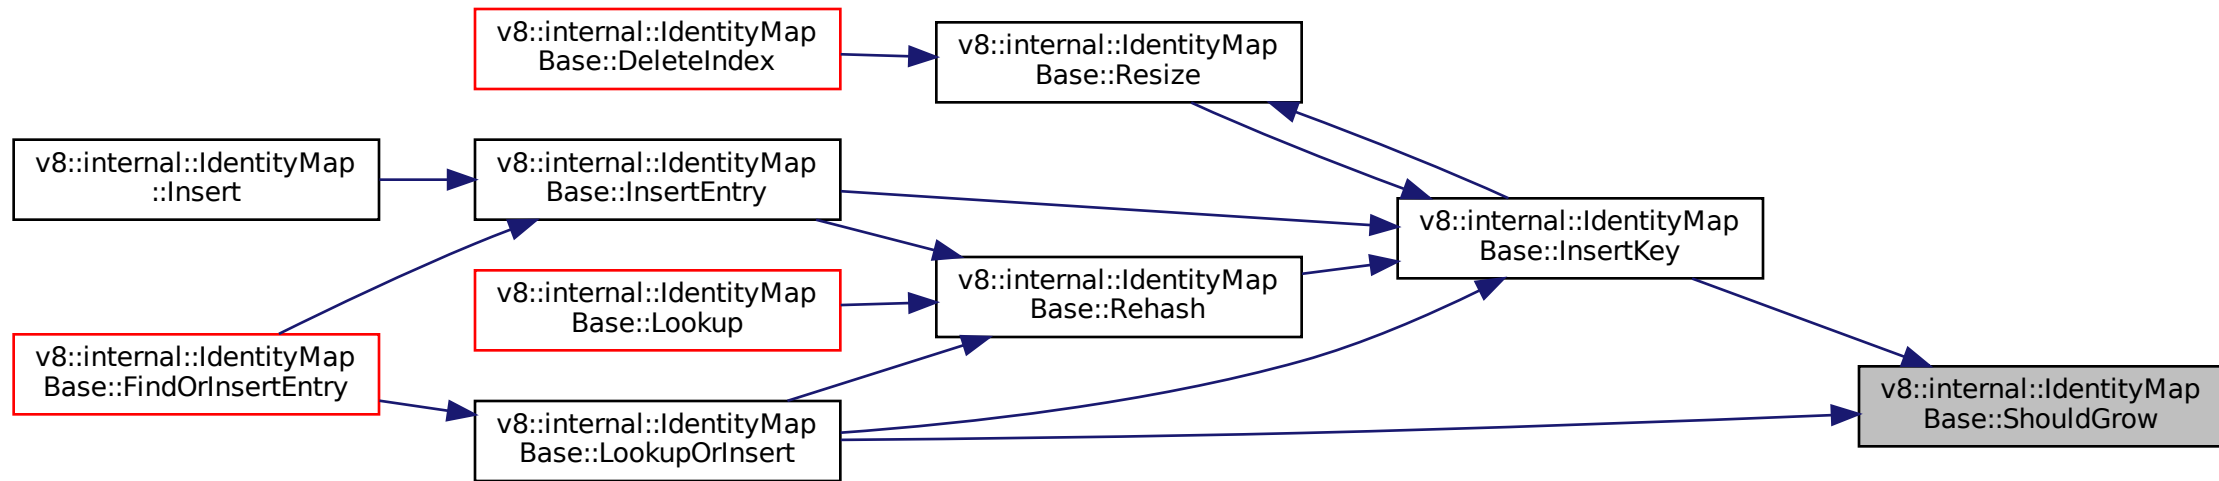 v8::internal::IdentityMap
Base::DeleteIndex
v8::internal::IdentityMap
Base::Resize
v8::internal::IdentityMap
::Insert
v8::internal::IdentityMap
Base::InsertEntry
v8::internal::IdentityMap
Base::InsertKey
v8::internal::IdentityMap
Base::Lookup
v8::internal::IdentityMap
Base::Rehash
v8::internal::IdentityMap
Base::FindOrInsertEntry
v8::internal::IdentityMap
Base::LookupOrInsert
v8::internal::IdentityMap
Base::ShouldGrow